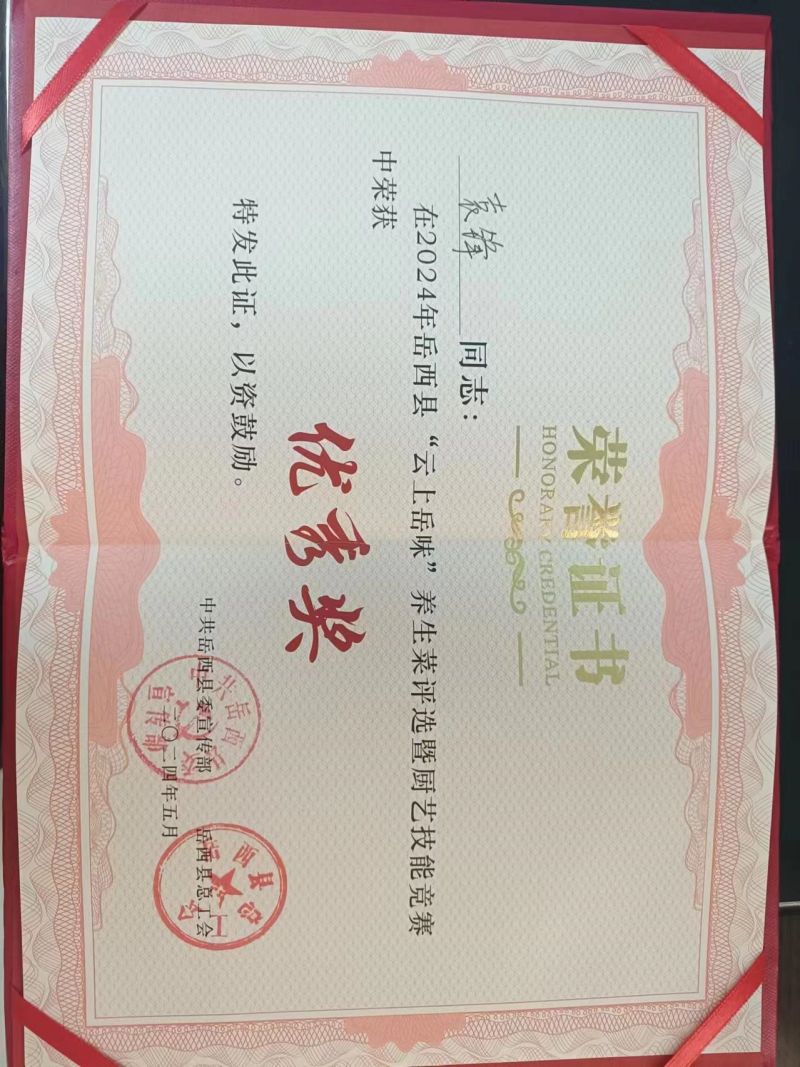 荣誉证书
HONORARY CREDENTIAL
袁锋 同志：
在2024年岳西县“云上岳味”养生菜评选暨厨艺技能竞赛
中荣获
优秀奖
特发此证，以资鼓励。
中共岳西县委宣传部 岳西县总工会
二〇二四年五月